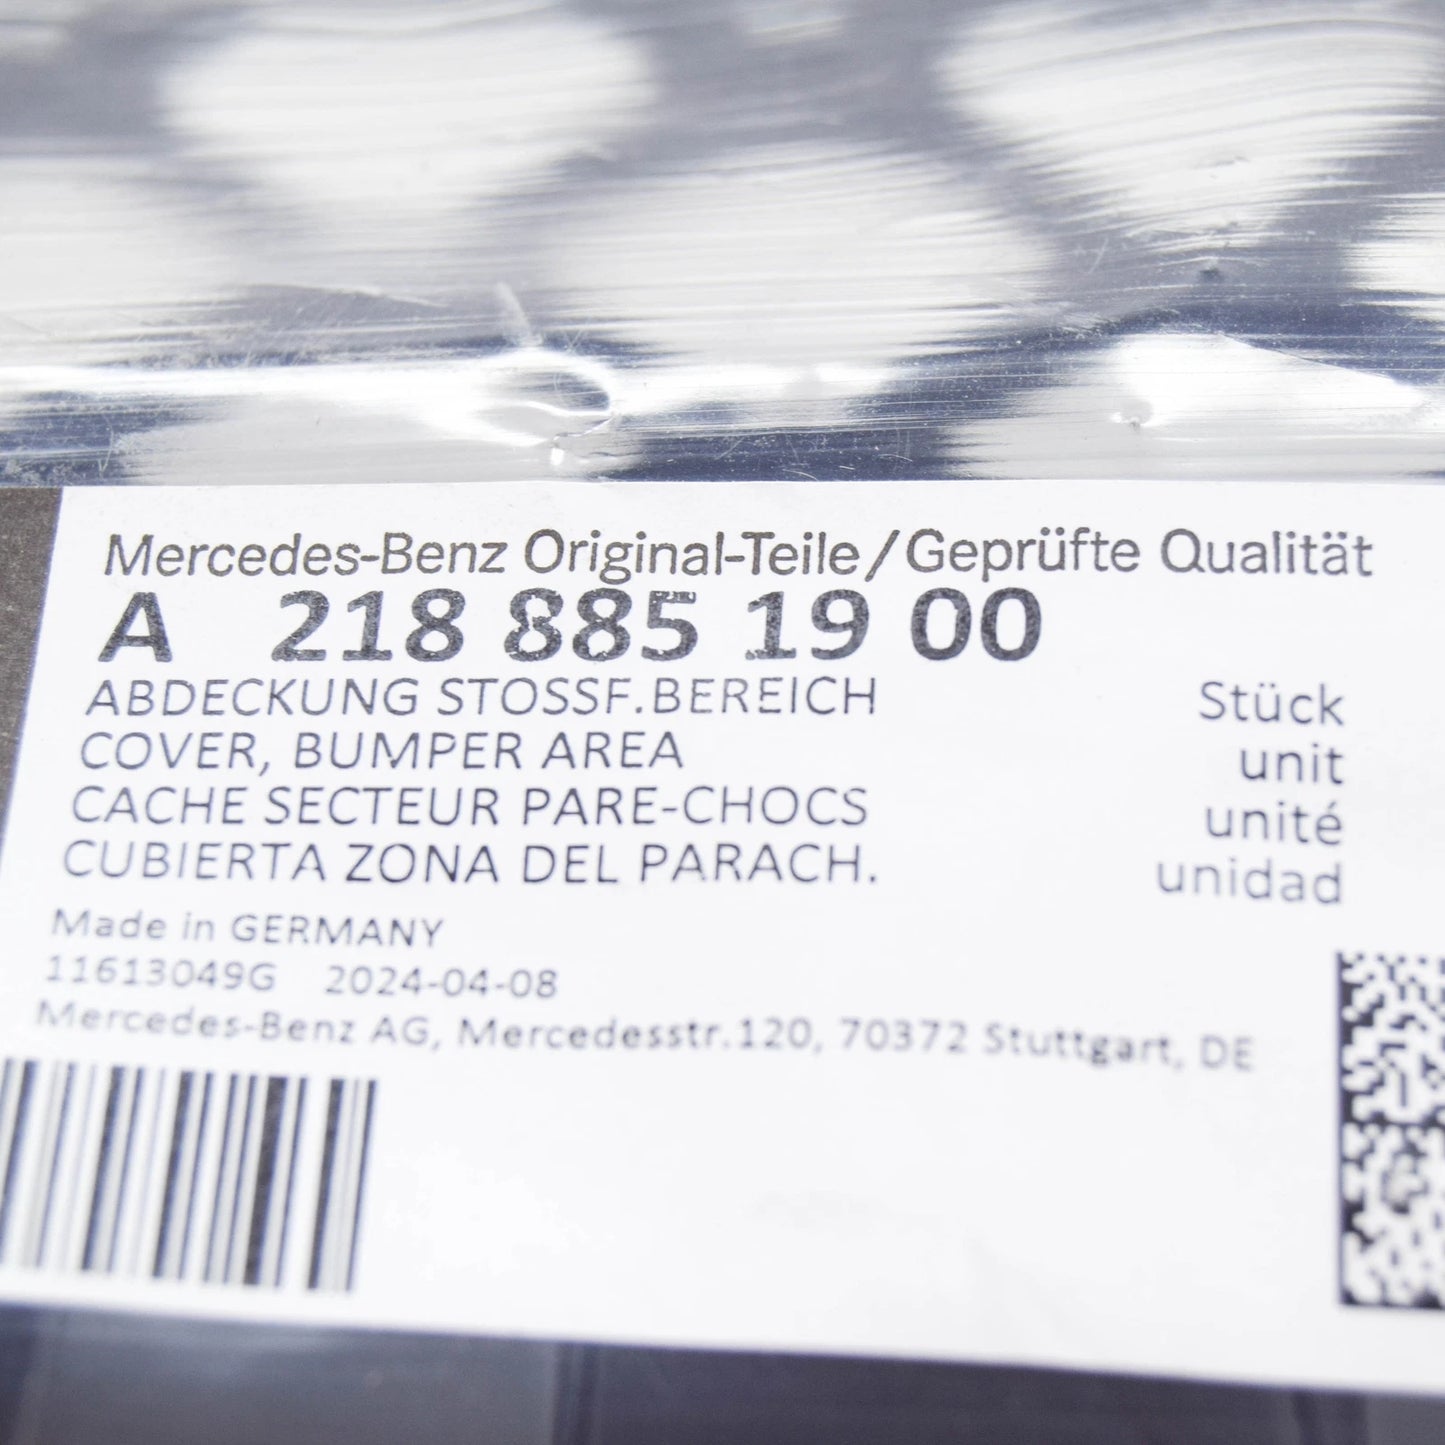 Mercedes-Benz Original-Teile/Geprüfte Qualität
A 218 885 19 00
ABDECKUNG STOSSF.BEREICH
COVER, BUMPER AREA
CACHE SECTEUR PARE-CHOCS
CUBIERTA ZONA DEL PARACH.
Stück
unit
unité
unidad
Made in GERMANY
11613049G 2024-04-08
Mercedes-Benz AG, Mercedesstr.120, 70372 Stuttgart, DE